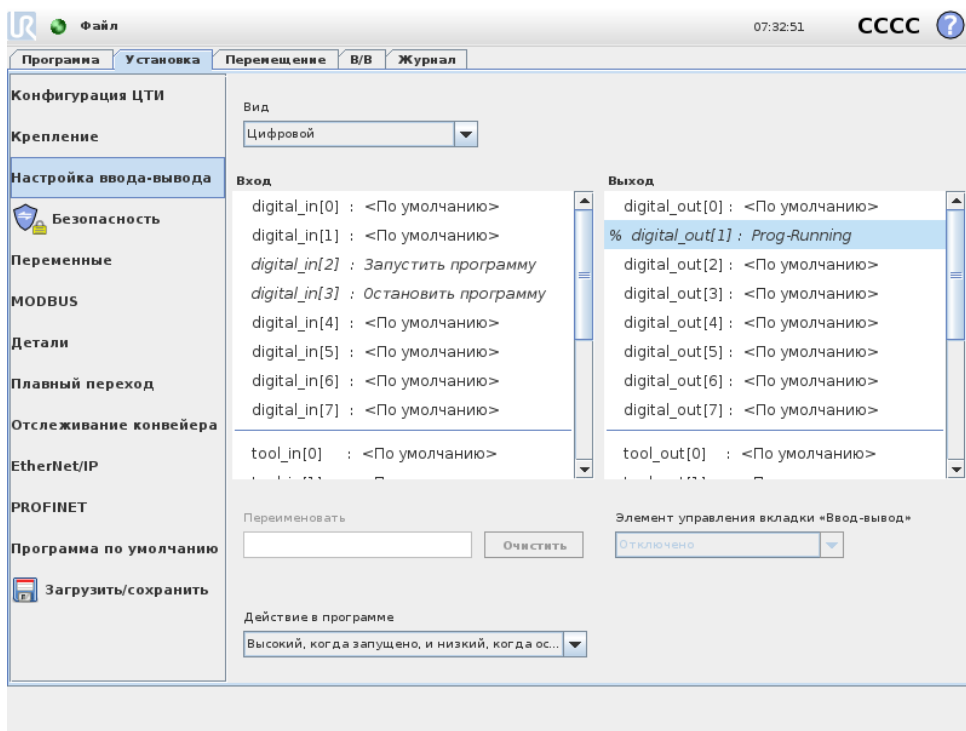 UR Файл 07:32:51 CCCC ?
Программа Установка Перемещение В/В Журнал
Конфигурация ЦТИ
Крепление
Настройка ввода-вывода
Безопасность
Переменные
MODBUS
Детали
Плавный переход
Отслеживание конвейера
EtherNet/IP
PROFINET
Программа по умолчанию
Загрузить/сохранить
Вид
Цифровой
Вход
digital_in[0] : <По умолчанию>
digital_in[1] : <По умолчанию>
digital_in[2] : Запустить программу
digital_in[3] : Остановить программу
digital_in[4] : <По умолчанию>
digital_in[5] : <По умолчанию>
digital_in[6] : <По умолчанию>
digital_in[7] : <По умолчанию>
tool_in[0] : <По умолчанию>
Выход
digital_out[0] : <По умолчанию>
% digital_out[1] : Prog-Running
digital_out[2] : <По умолчанию>
digital_out[3] : <По умолчанию>
digital_out[4] : <По умолчанию>
digital_out[5] : <По умолчанию>
digital_out[6] : <По умолчанию>
digital_out[7] : <По умолчанию>
tool_out[0] : <По умолчанию>
Переименовать
Очистить
Элемент управления вкладки «Ввод-вывод»
Отключено
Действие в программе
Высокий, когда запущено, и низкий, когда ос...